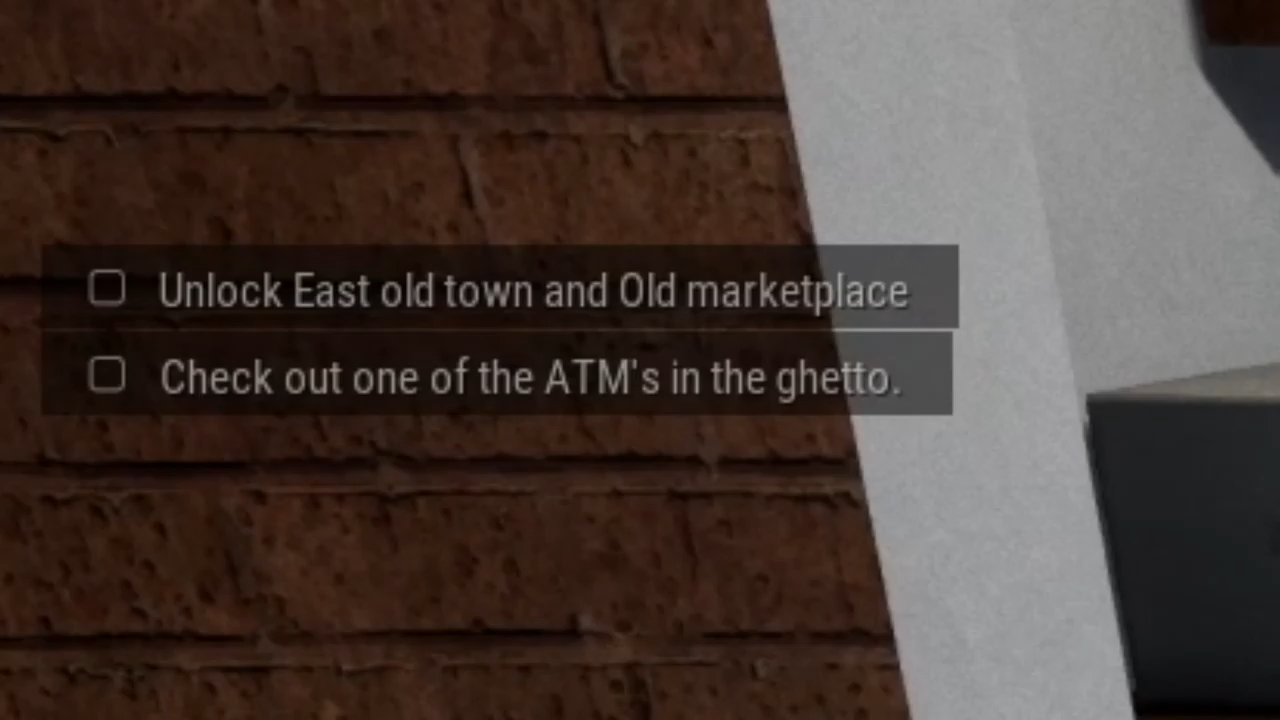 Unlock East old town and Old marketplace
Check out one of the ATM's in the ghetto.